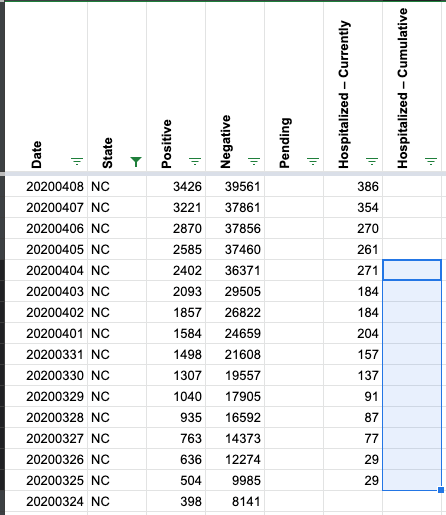 Date State Positive Negative Pending Hospitalized – Currently Hospitalized – Cumulative
20200408 NC 3426 39561 386
20200407 NC 3221 37861 354
20200406 NC 2870 37856 270
20200405 NC 2585 37460 261
20200404 NC 2402 36371 271
20200403 NC 2093 29505 184
20200402 NC 1857 26822 184
20200401 NC 1584 24659 204
20200331 NC 1498 21608 157
20200330 NC 1307 19557 137
20200329 NC 1040 17905 91
20200328 NC 935 16592 87
20200327 NC 763 14373 77
20200326 NC 636 12274 29
20200325 NC 504 9985 29
20200324 NC 398 8141